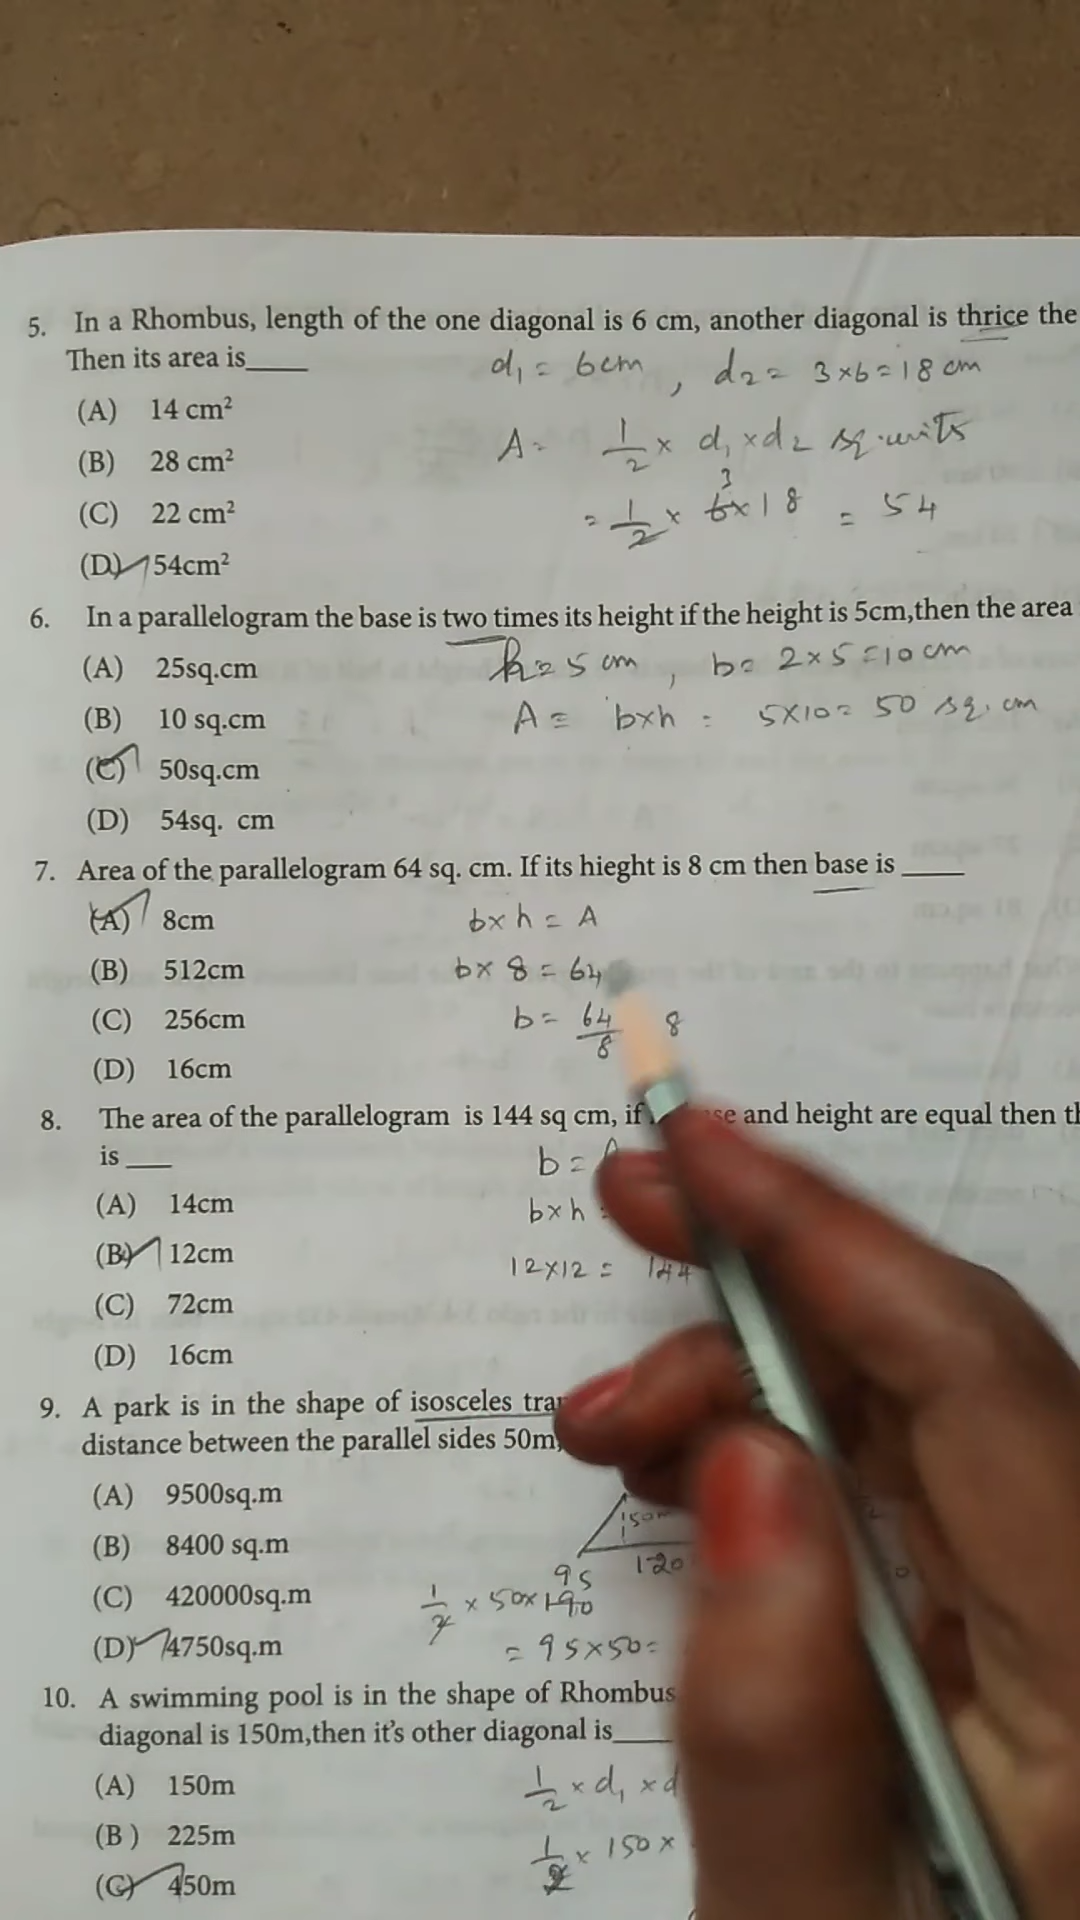 5. In a Rhombus, length of the one diagonal is 6 cm, another diagonal is thrice the
Then its area is____
d₁ = 6cm , d₂ = 3×6=18 cm
(A) 14 cm²
A = 1/2 × d₁ × d₂ sq.units
(B) 28 cm²
3
(C) 22 cm²
= 1/2 × 6×18 = 54
(D) 54cm²
6. In a parallelogram the base is two times its height if the height is 5cm,then the area
(A) 25sq.cm
h = 5 cm , b= 2×5=10 cm
(B) 10 sq.cm
A = b×h = 5×10= 50 sq. cm
(C) 50sq.cm
(D) 54sq. cm
7. Area of the parallelogram 64 sq. cm. If its hieght is 8 cm then base is ____
(A) 8cm
b×h = A
(B) 512cm
b× 8 = 64
(C) 256cm
b= 64/8 8
(D) 16cm
8. The area of the parallelogram is 144 sq cm, if and height are equal then
is ___
b =
(A) 14cm
b×h
(B) 12cm
12×12 = 144
(C) 72cm
(D) 16cm
9. A park is in the shape of isosceles
distance between the parallel sides 50m,
(A) 9500sq.m
50m
(B) 8400 sq.m
120
95
(C) 420000sq.m
1/2 × 50×190
(D) 4750sq.m
= 95×50=
10. A swimming pool is in the shape of Rhombus
diagonal is 150m,then it's other diagonal is____
(A) 150m
1/2 × d₁ × d
(B ) 225m
1/2 × 150 ×
(C) 450m